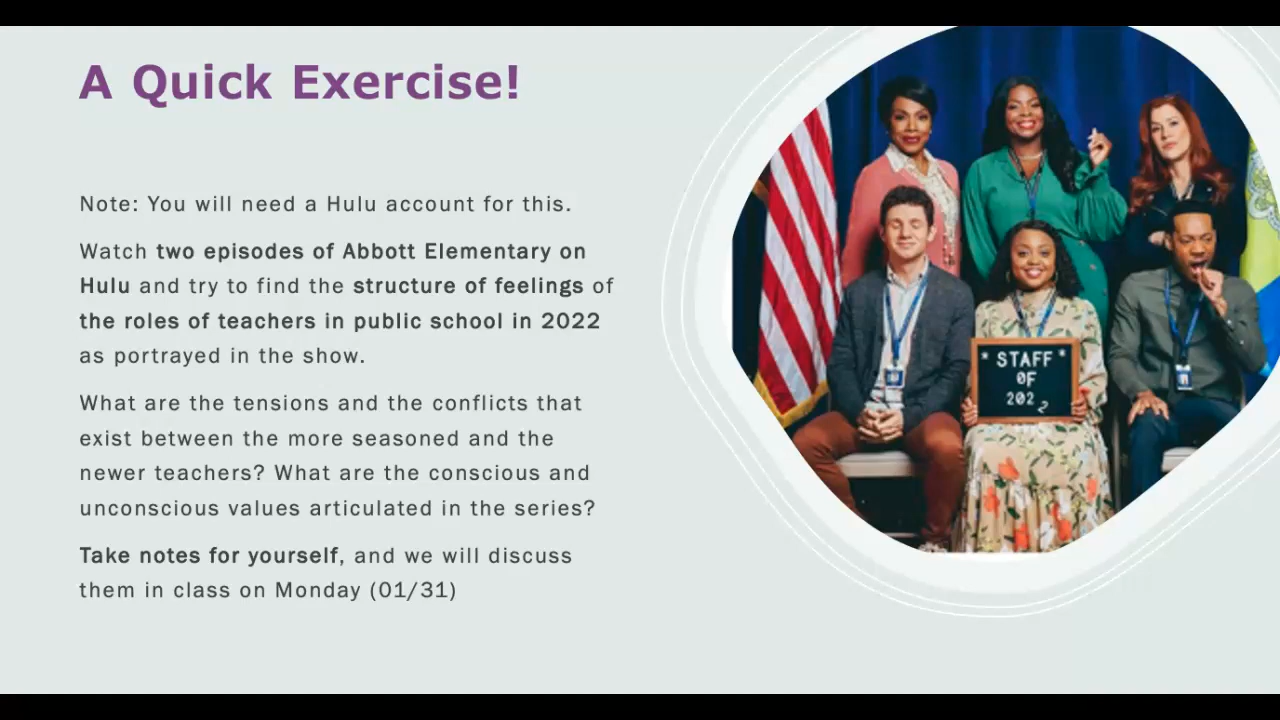 A Quick Exercise!
Note: You will need a Hulu account for this.
Watch two episodes of Abbott Elementary on
Hulu and try to find the structure of feelings of
the roles of teachers in public school in 2022
as portrayed in the show.
What are the tensions and the conflicts that
exist between the more seasoned and the
newer teachers? What are the conscious and
unconscious values articulated in the series?
Take notes for yourself, and we will discuss
them in class on Monday (01/31)
* STAFF *
OF
2022